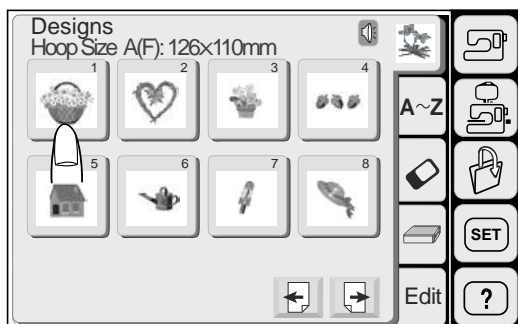 Designs
Hoop Size A(F): 126×110mm
1 2 3 4
A~Z
5 6 7 8
SET
Edit
?